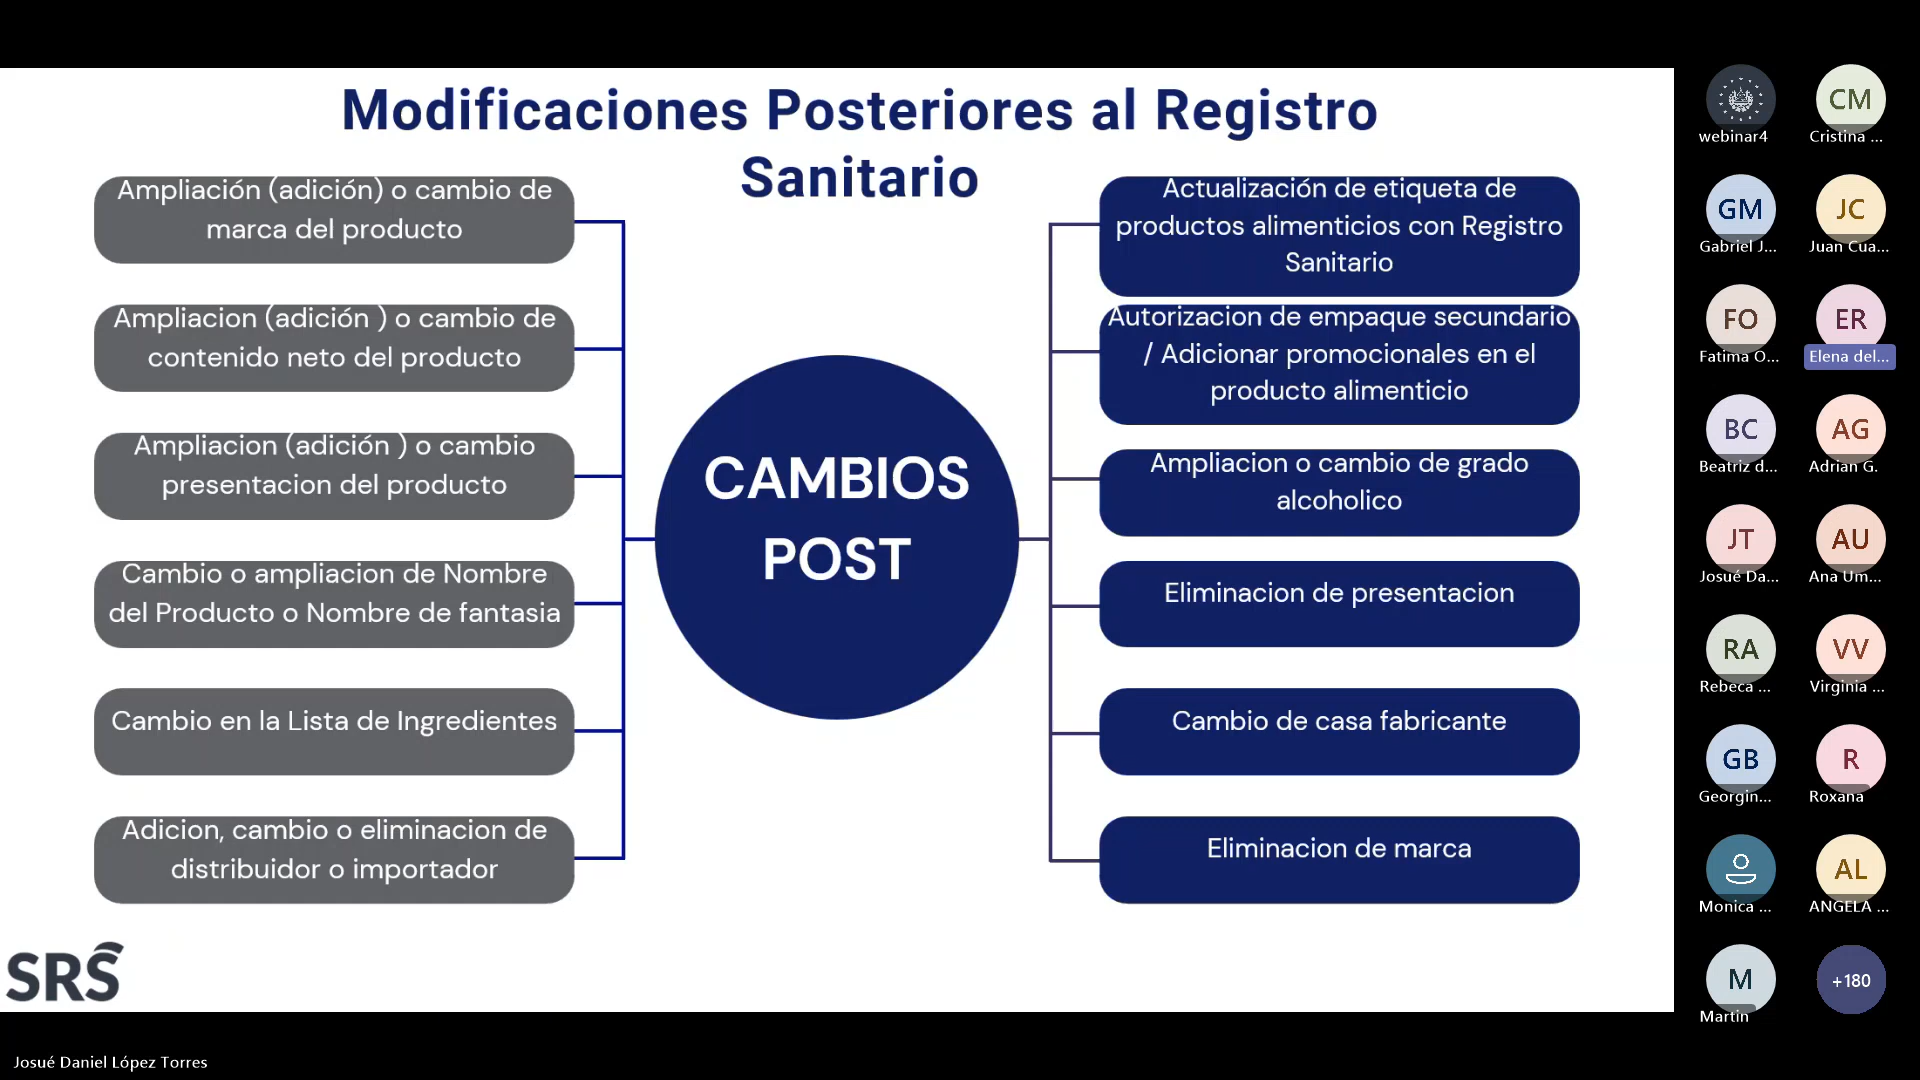 Modificaciones Posteriores al Registro
Sanitario
Ampliación (adición) o cambio de
marca del producto
Ampliacion (adición ) o cambio de
contenido neto del producto
Ampliacion (adición ) o cambio
presentacion del producto
Cambio o ampliacion de Nombre
del Producto o Nombre de fantasia
Cambio en la Lista de Ingredientes
Adicion, cambio o eliminacion de
distribuidor o importador
CAMBIOS
POST
Actualización de etiqueta de
productos alimenticios con Registro
Sanitario
Autorizacion de empaque secundario
/ Adicionar promocionales en el
producto alimenticio
Ampliacion o cambio de grado
alcoholico
Eliminacion de presentacion
Cambio de casa fabricante
Eliminacion de marca
SRS
webinar4
CM
Cristina ...
GM
Gabriel J...
JC
Juan Cua...
FO
Fatima O...
ER
Elena del...
BC
Beatriz d...
AG
Adrian G.
JT
Josué Da...
AU
Ana Um...
RA
Rebeca ...
VV
Virginia ...
GB
Georgin...
R
Roxana
Monica ...
AL
ANGELA ...
M
Martin
+180
Josué Daniel López Torres